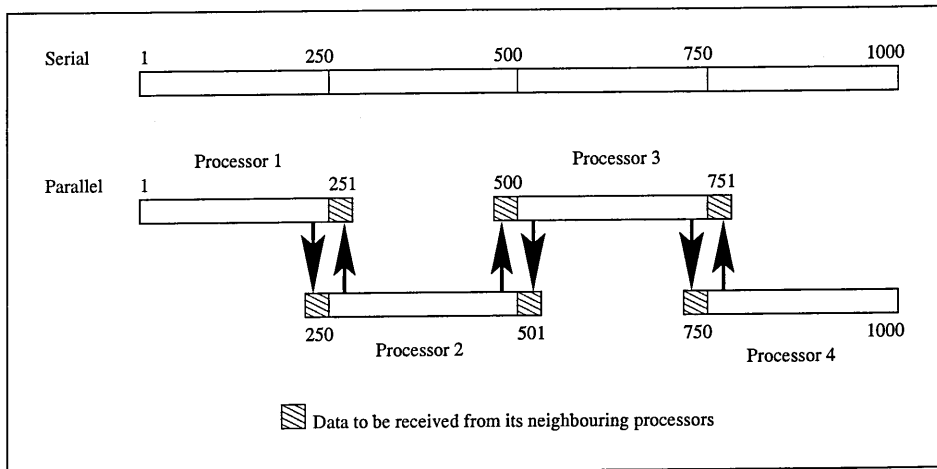 Serial 1 250 500 750 1000
Processor 1 Processor 3
Parallel 1 251 500 751
250 501 750 1000
Processor 2 Processor 4
Data to be received from its neighbouring processors